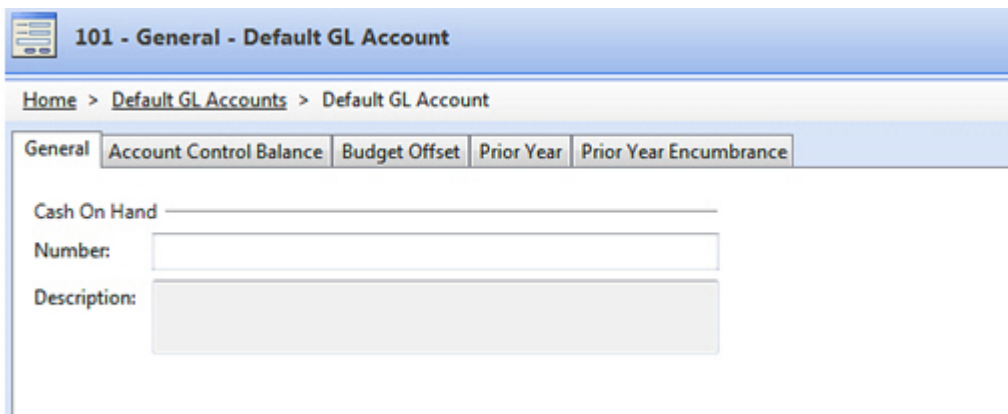 101 - General - Default GL Account
Home > Default GL Accounts > Default GL Account
General Account Control Balance Budget Offset Prior Year Prior Year Encumbrance
Cash On Hand
Number:
Description: